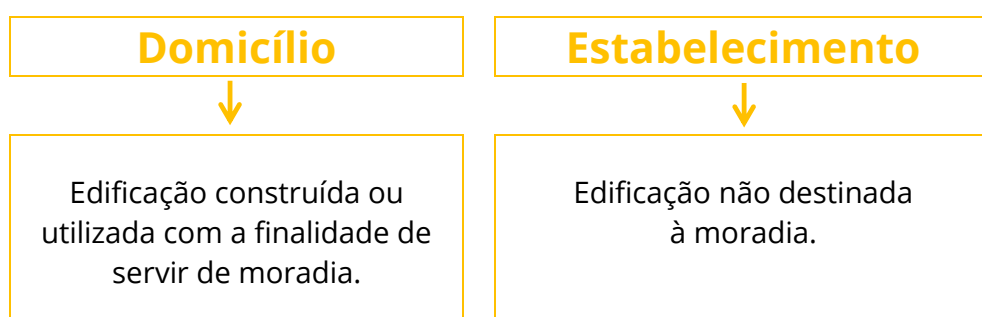 Domicílio
Edificação construída ou
utilizada com a finalidade de
servir de moradia.
Estabelecimento
Edificação não destinada
à moradia.